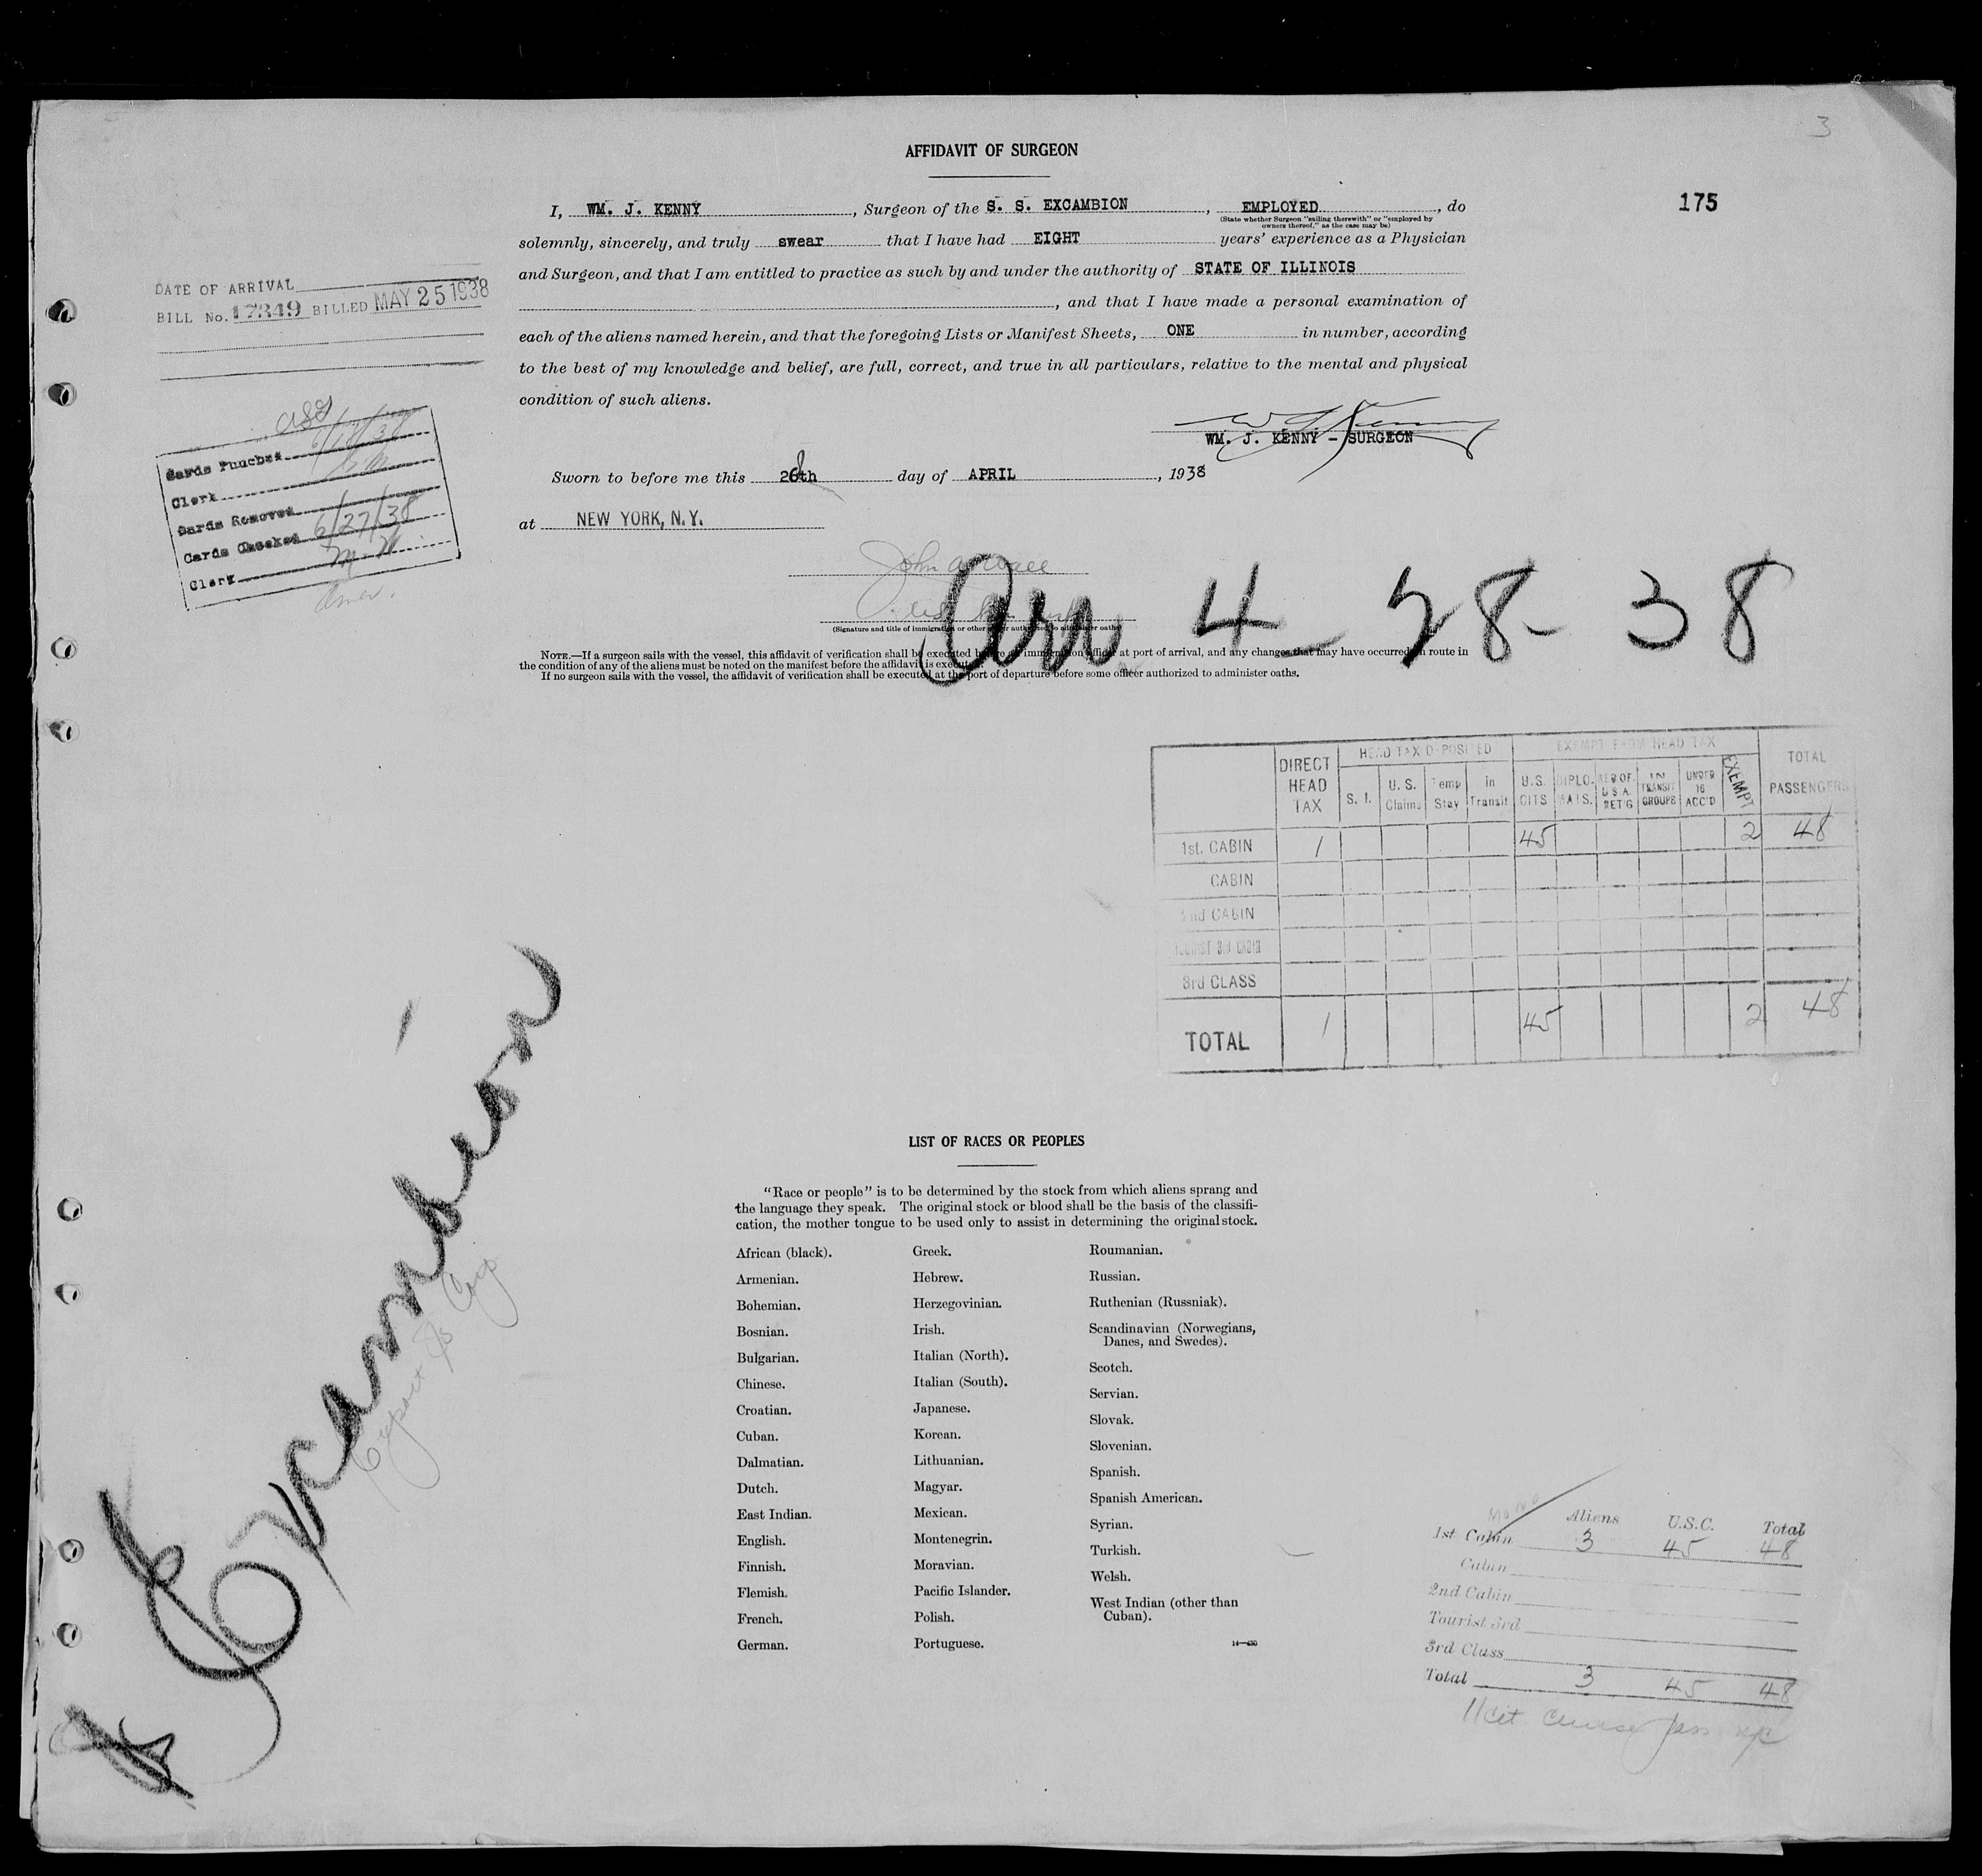 3
AFFIDAVIT OF SURGEON
175
I, WM. J. KENNY, Surgeon of the S. S. EXCAMBION, EMPLOYED, do
(State whether Surgeon "sailing therewith" or "employed by
owners thereof," as the case may be)
solemnly, sincerely, and truly swear that I have had EIGHT years' experience as a Physician
and Surgeon, and that I am entitled to practice as such by and under the authority of STATE OF ILLINOIS
, and that I have made a personal examination of
each of the aliens named herein, and that the foregoing Lists or Manifest Sheets, ONE in number, according
to the best of my knowledge and belief, are full, correct, and true in all particulars, relative to the mental and physical
condition of such aliens.
WM. J. KENNY - SURGEON
Sworn to before me this 28th day of APRIL, 1938
at NEW YORK, N.Y.
(Signature and title of immigration or other officer authorized to administer oaths)
Arr 4-28-38
NOTE.—If a surgeon sails with the vessel, this affidavit of verification shall be executed before an immigration officer at port of arrival, and any changes that may have occurred in route in
the condition of any of the aliens must be noted on the manifest before the affidavit is executed.
If no surgeon sails with the vessel, the affidavit of verification shall be executed at the port of departure before some officer authorized to administer oaths.
DATE OF ARRIVAL
BILL No. 17349 BILLED MAY 25 1938
Cards Punched 6/18/38
Clerk
Cards Removed
Cards Checked 6/27/38
Clerk M.
DIRECT HEAD TAX HEAD TAX DEPOSITED EXEMPT FROM HEAD TAX TOTAL PASSENGERS
S. I. U. S. Claims Temp Stay in Transit U.S. CITS DIPLO-MATS. RES OF. U.S.A. RET'G IN TRANSIT GROUPS UNDER 16 ACC'D EXEMPT
1st. CABIN 1 45 2 48
CABIN
2nd CABIN
TOURIST 3rd CABIN
3rd CLASS
TOTAL 1 45 2 48
Excambion
Export SS Corp
LIST OF RACES OR PEOPLES
"Race or people" is to be determined by the stock from which aliens sprang and
the language they speak. The original stock or blood shall be the basis of the classifi-
cation, the mother tongue to be used only to assist in determining the original stock.
African (black).
Armenian.
Bohemian.
Bosnian.
Bulgarian.
Chinese.
Croatian.
Cuban.
Dalmatian.
Dutch.
East Indian.
English.
Finnish.
Flemish.
French.
German.
Greek.
Hebrew.
Herzegovinian.
Irish.
Italian (North).
Italian (South).
Japanese.
Korean.
Lithuanian.
Magyar.
Mexican.
Montenegrin.
Moravian.
Pacific Islander.
Polish.
Portuguese.
Roumanian.
Russian.
Ruthenian (Russniak).
Scandinavian (Norwegians,
Danes, and Swedes).
Scotch.
Servian.
Slovak.
Slovenian.
Spanish.
Spanish American.
Syrian.
Turkish.
Welsh.
West Indian (other than
Cuban).
Aliens U.S.C. Total
1st Cabin 3 45 48
Cabin
2nd Cabin
Tourist 3rd
3rd Class
Total 3 45 48